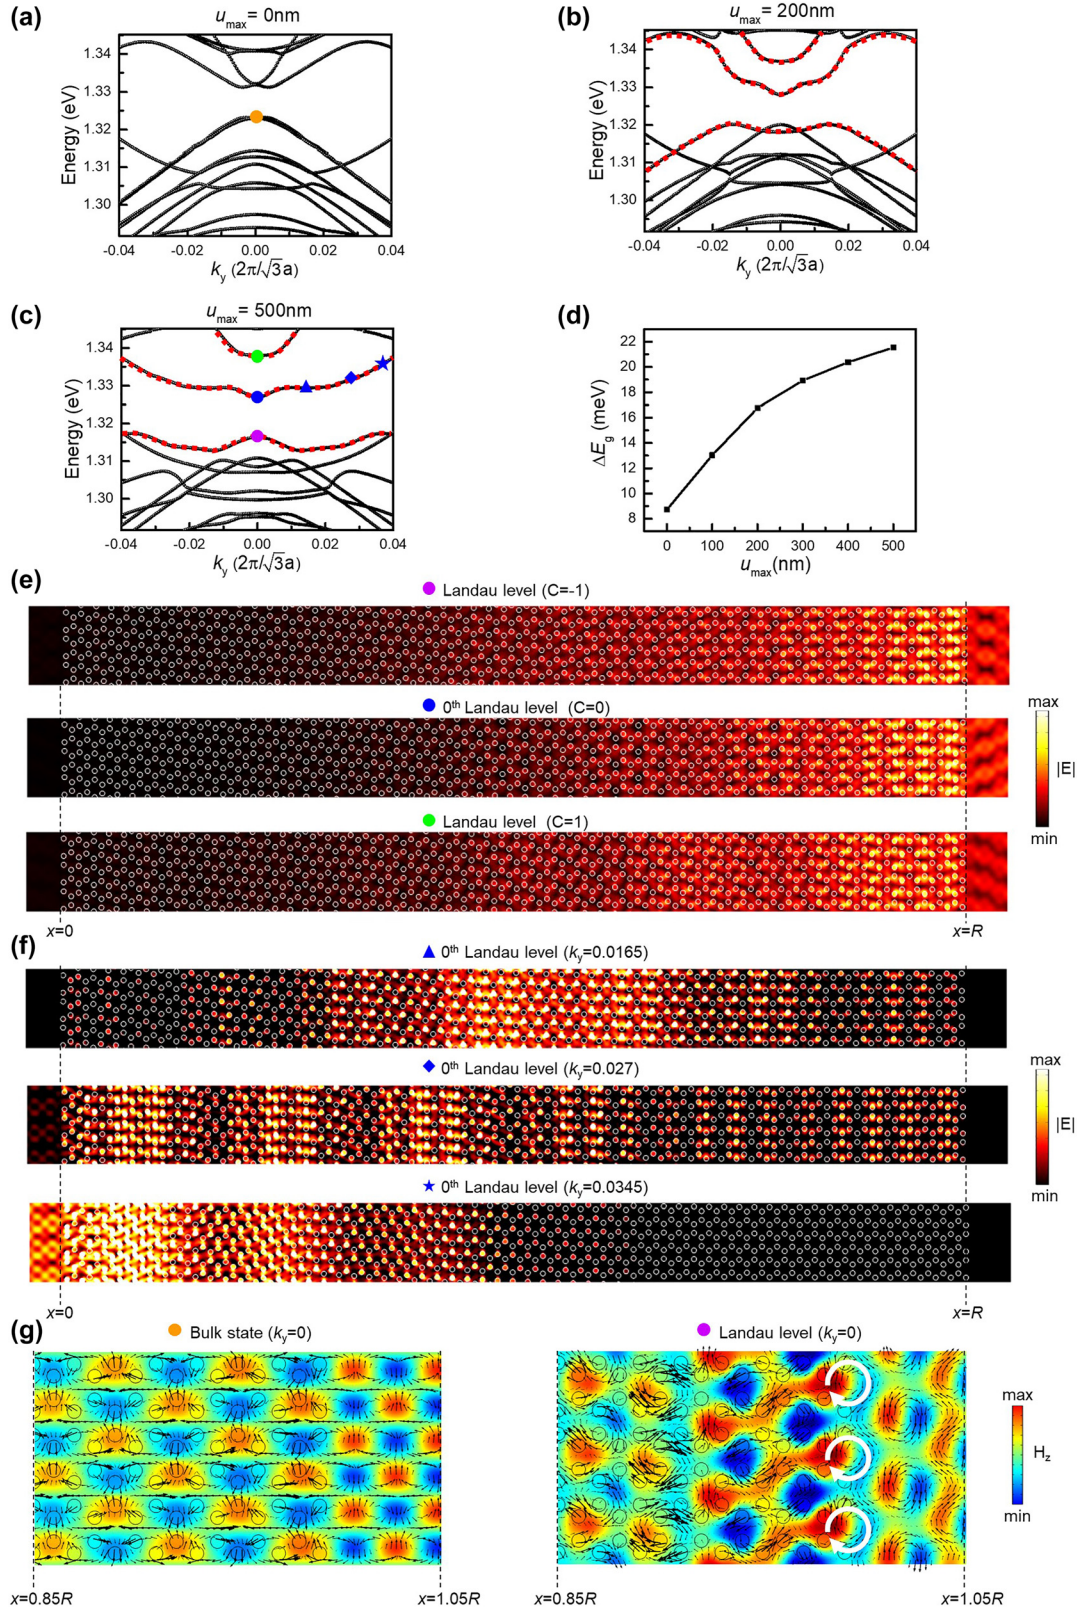 (a)
u_max= 0nm
Energy (eV)
1.34
1.33
1.32
1.31
1.30
-0.04 -0.02 0.00 0.02 0.04
k_y (2π/√3a)
(b)
u_max= 200nm
Energy (eV)
1.34
1.33
1.32
1.31
1.30
-0.04 -0.02 0.00 0.02 0.04
k_y (2π/√3a)
(c)
u_max= 500nm
Energy (eV)
1.34
1.33
1.32
1.31
1.30
-0.04 -0.02 0.00 0.02 0.04
k_y (2π/√3a)
(d)
ΔE_g (meV)
22
20
18
16
14
12
10
8
0 100 200 300 400 500
u_max(nm)
(e)
Landau level (C=-1)
0th Landau level (C=0)
Landau level (C=1)
x=0
x=R
max
|E|
min
(f)
0th Landau level (k_y=0.0165)
0th Landau level (k_y=0.027)
0th Landau level (k_y=0.0345)
x=0
x=R
max
|E|
min
(g)
Bulk state (k_y=0)
x=0.85R
x=1.05R
Landau level (k_y=0)
x=0.85R
x=1.05R
max
H_z
min